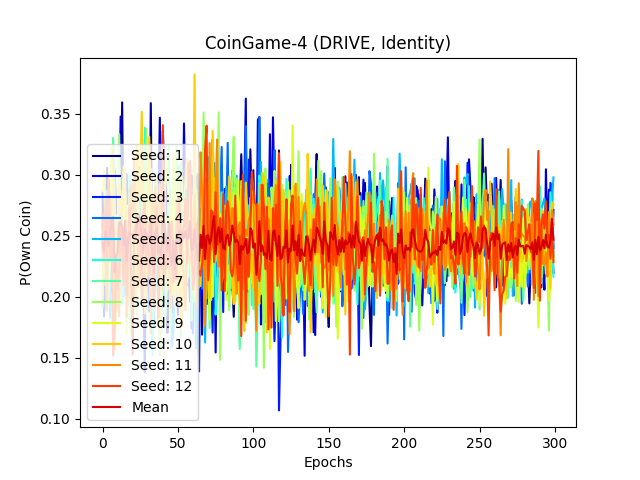 CoinGame-4 (DRIVE, Identity)
P(Own Coin)
0.35
0.30
0.25
0.20
0.15
0.10
Seed: 1
Seed: 2
Seed: 3
Seed: 4
Seed: 5
Seed: 6
Seed: 7
Seed: 8
Seed: 9
Seed: 10
Seed: 11
Seed: 12
Mean
0 50 100 150 200 250 300
Epochs